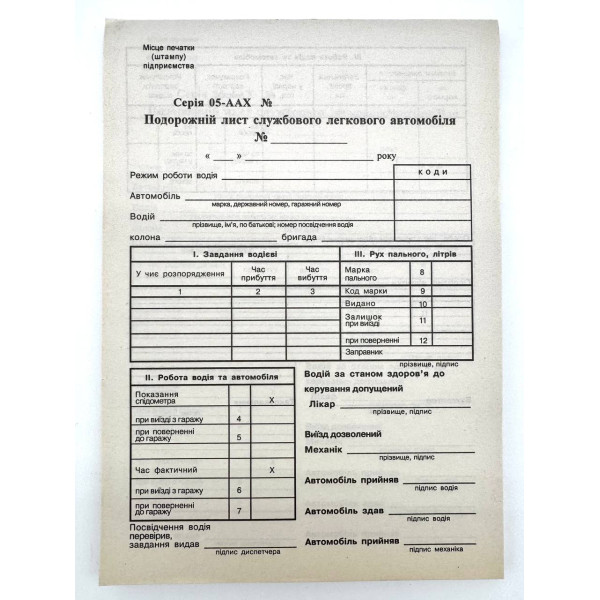 Місце печатки
(штампу)
підприємства
Серія 05-ААХ №
Подорожній лист службового легкового автомобіля
№
« » року
коди
Режим роботи водія
Автомобіль
марка, державний номер, гаражний номер
Водій
прізвище, ім'я, по батькові; номер посвідчення водія
колона бригада
І. Завдання водієві
У чиє розпорядження Час прибуття Час вибуття
1 2 3
ІІІ. Рух пального, літрів
Марка
пального 8
Код марки 9
Видано 10
Залишок
при виїзді 11
при поверненні 12
Заправник
прізвище, підпис
ІІ. Робота водія та автомобіля
Показання
спідометра X
при виїзді з гаражу 4
при поверненні
до гаражу 5
Час фактичний X
при виїзді з гаражу 6
при поверненні
до гаражу 7
Посвідчення водія
перевірив,
завдання видав
підпис диспетчера
Водій за станом здоров'я до
керування допущений
Лікар
прізвище, підпис
Виїзд дозволений
Механік
прізвище, підпис
Автомобіль прийняв
підпис водія
Автомобіль здав
підпис водія
Автомобіль прийняв
підпис механіка